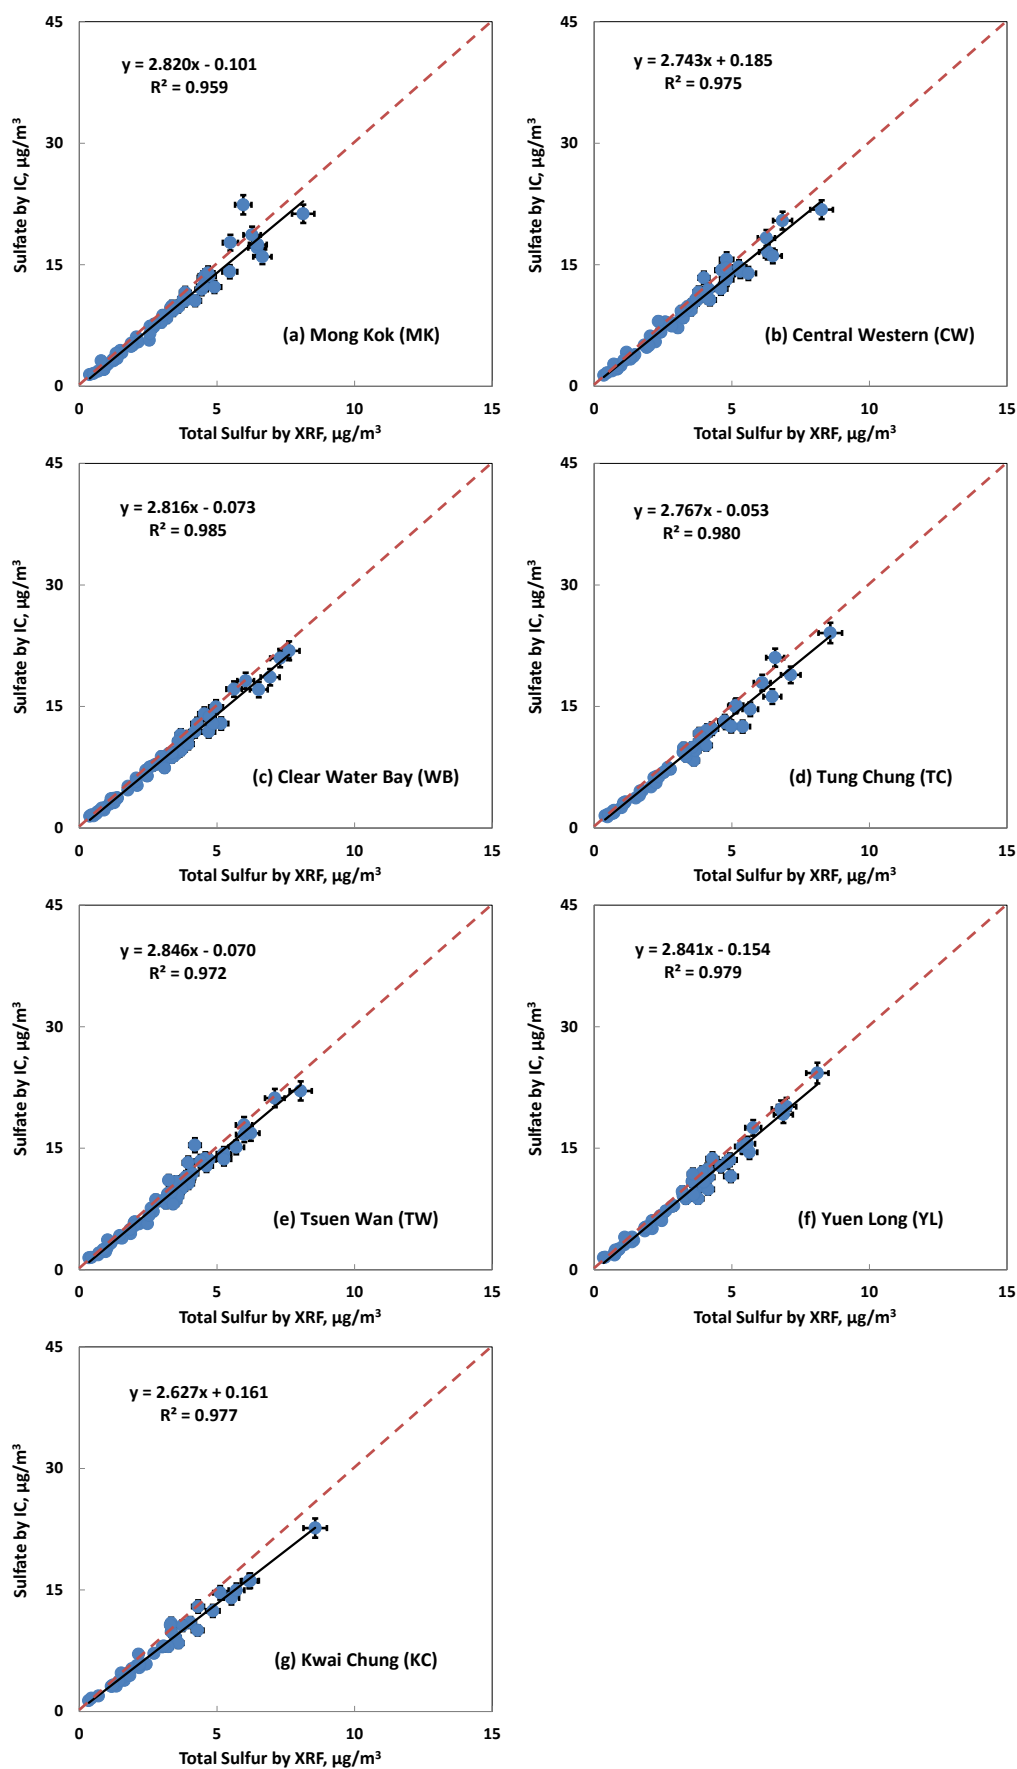 45
30
15
0
0 5 10 15
Sulfate by IC, µg/m³
Total Sulfur by XRF, µg/m³
y = 2.820x - 0.101
R² = 0.959
(a) Mong Kok (MK)
45
30
15
0
0 5 10 15
Sulfate by IC, µg/m³
Total Sulfur by XRF, µg/m³
y = 2.743x + 0.185
R² = 0.975
(b) Central Western (CW)
45
30
15
0
0 5 10 15
Sulfate by IC, µg/m³
Total Sulfur by XRF, µg/m³
y = 2.816x - 0.073
R² = 0.985
(c) Clear Water Bay (WB)
45
30
15
0
0 5 10 15
Sulfate by IC, µg/m³
Total Sulfur by XRF, µg/m³
y = 2.767x - 0.053
R² = 0.980
(d) Tung Chung (TC)
45
30
15
0
0 5 10 15
Sulfate by IC, µg/m³
Total Sulfur by XRF, µg/m³
y = 2.846x - 0.070
R² = 0.972
(e) Tsuen Wan (TW)
45
30
15
0
0 5 10 15
Sulfate by IC, µg/m³
Total Sulfur by XRF, µg/m³
y = 2.841x - 0.154
R² = 0.979
(f) Yuen Long (YL)
45
30
15
0
0 5 10 15
Sulfate by IC, µg/m³
Total Sulfur by XRF, µg/m³
y = 2.627x + 0.161
R² = 0.977
(g) Kwai Chung (KC)